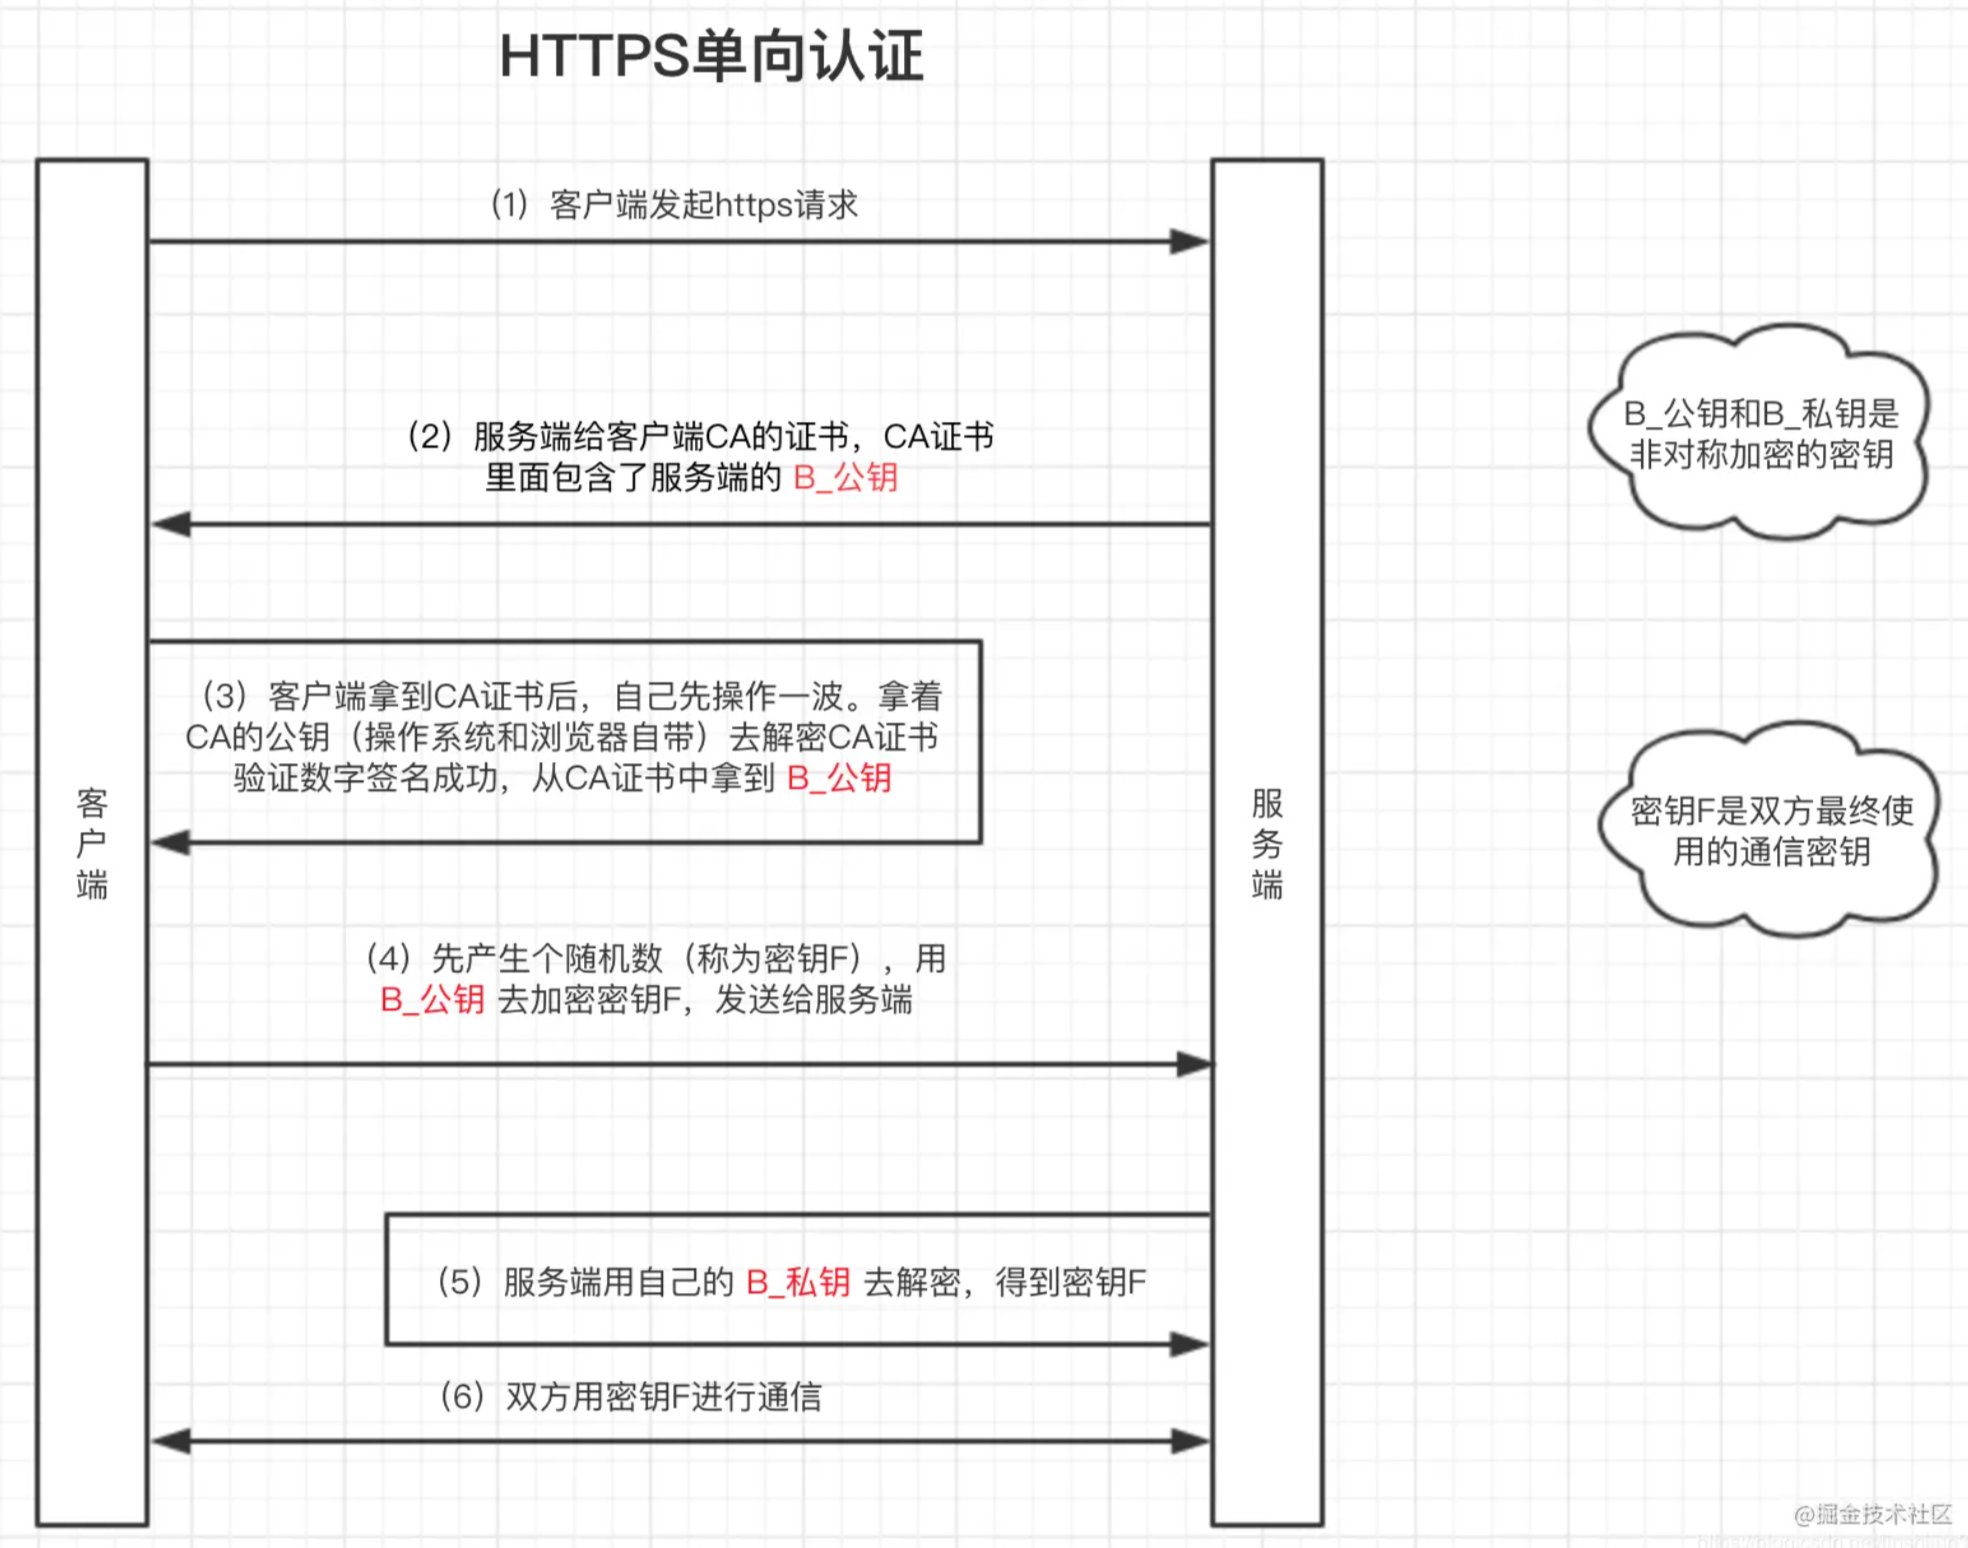 HTTPS单向认证
(1）客户端发起https请求
(2）服务端给客户端CA的证书，CA证书
里面包含了服务端的 B_公钥
B_公钥和B_私钥是
非对称加密的密钥
(3）客户端拿到CA证书后，自己先操作一波。拿着
CA的公钥（操作系统和浏览器自带）去解密CA证书
验证数字签名成功，从CA证书中拿到 B_公钥
客户端
服务端
密钥F是双方最终使
用的通信密钥
(4）先产生个随机数（称为密钥F），用
B_公钥 去加密密钥F，发送给服务端
(5）服务端用自己的 B_私钥 去解密，得到密钥F
(6）双方用密钥F进行通信
@掘金技术社区